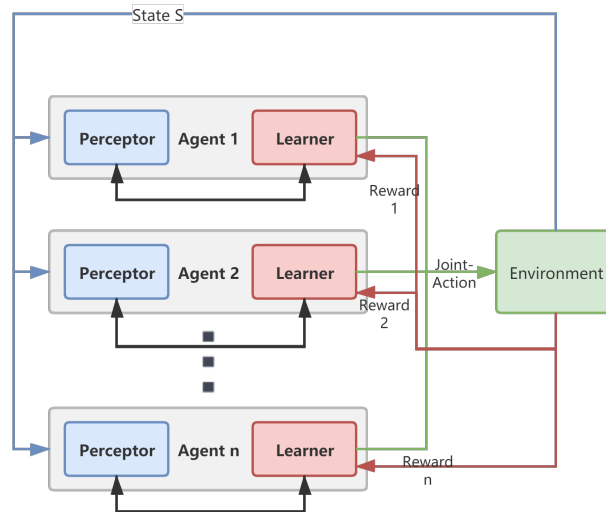 State S
Perceptor Agent 1 Learner
Reward
1
Perceptor Agent 2 Learner
Joint-
Action
Environment
Reward
2
Perceptor Agent n Learner
Reward
n